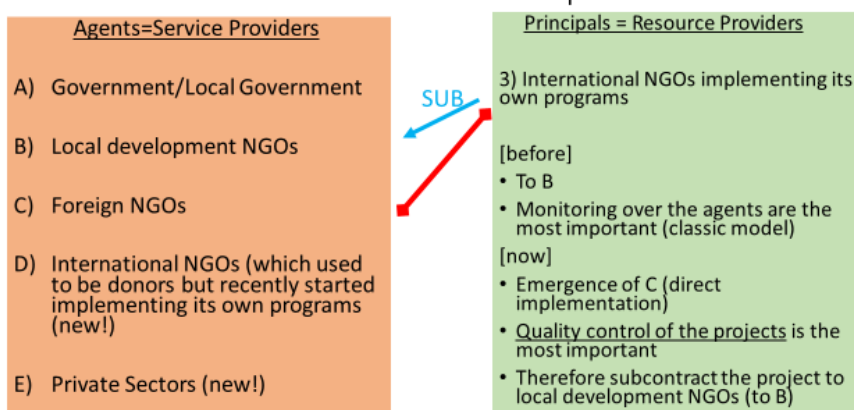 Agents=Service Providers
A) Government/Local Government
B) Local development NGOs
C) Foreign NGOs
D) International NGOs (which used
to be donors but recently started
implementing its own programs
(new!)
E) Private Sectors (new!)
SUB
Principals = Resource Providers
3) International NGOs implementing its
own programs
[before]
• To B
• Monitoring over the agents are the
most important (classic model)
[now]
• Emergence of C (direct
implementation)
• Quality control of the projects is the
most important
• Therefore subcontract the project to
local development NGOs (to B)